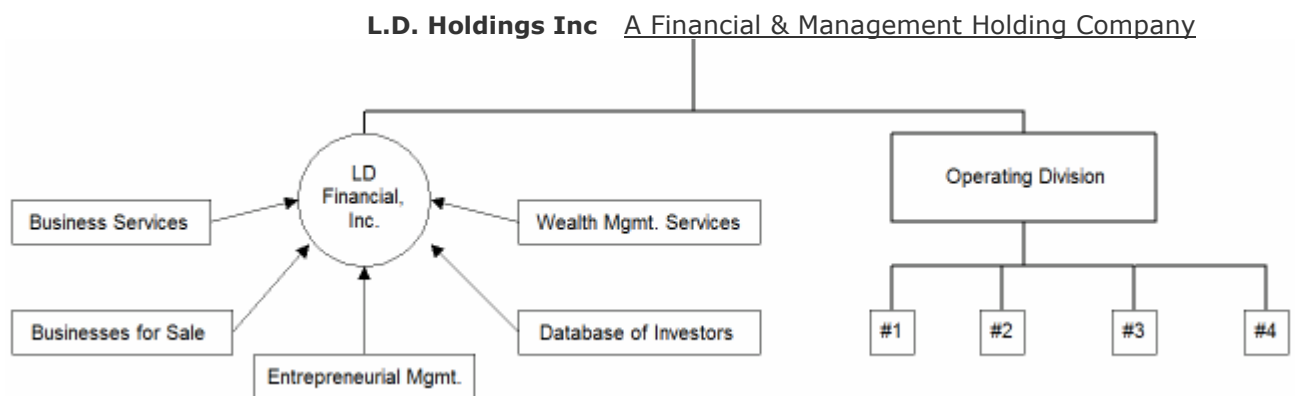 L.D. Holdings Inc A Financial & Management Holding Company
LD
Financial,
Inc.
Operating Division
Business Services
Wealth Mgmt. Services
Businesses for Sale
Database of Investors
Entrepreneurial Mgmt.
#1
#2
#3
#4